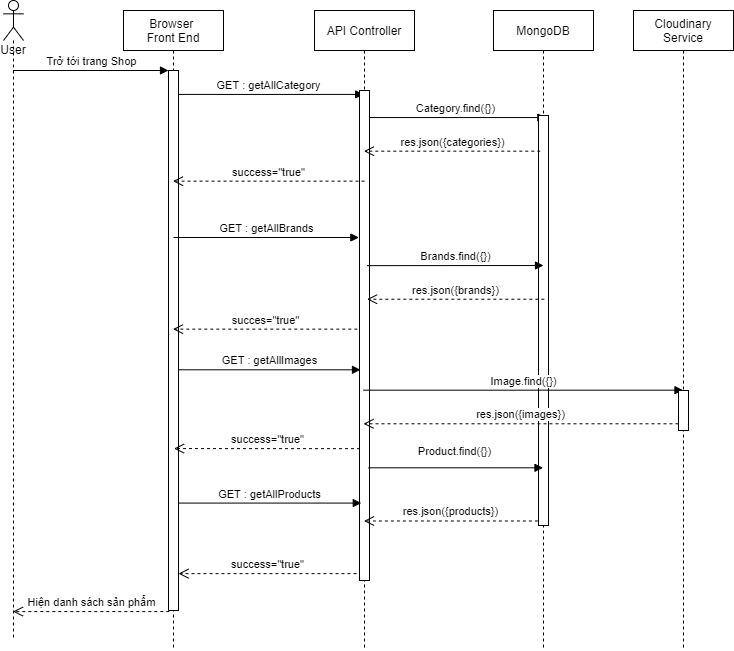 User
Browser
Front End
API Controller
MongoDB
Cloudinary
Service
Trở tới trang Shop
GET : getAllCategory
Category.find({})
res.json({categories})
success="true"
GET : getAllBrands
Brands.find({})
res.json({brands})
succes="true"
GET : getAllImages
Image.find({})
res.json({images})
success="true"
Product.find({})
GET : getAllProducts
res.json({products})
success="true"
Hiện danh sách sản phẩm